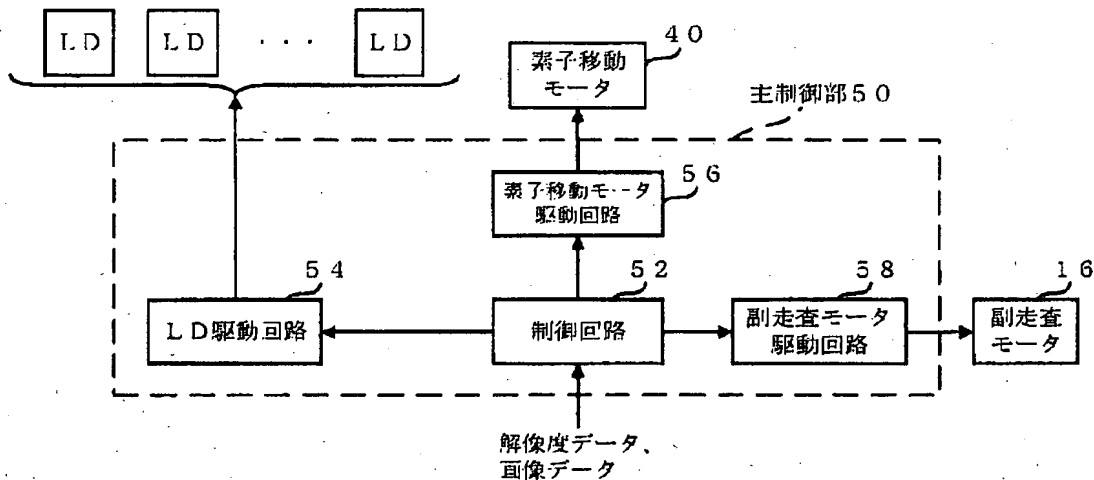 LD LD ・・・ LD
40
素子移動
モータ
主制御部50
56
素子移動モータ
駆動回路
54
52
58
16
LD駆動回路
制御回路
副走査モータ
駆動回路
副走査
モータ
解像度データ、
画像データ